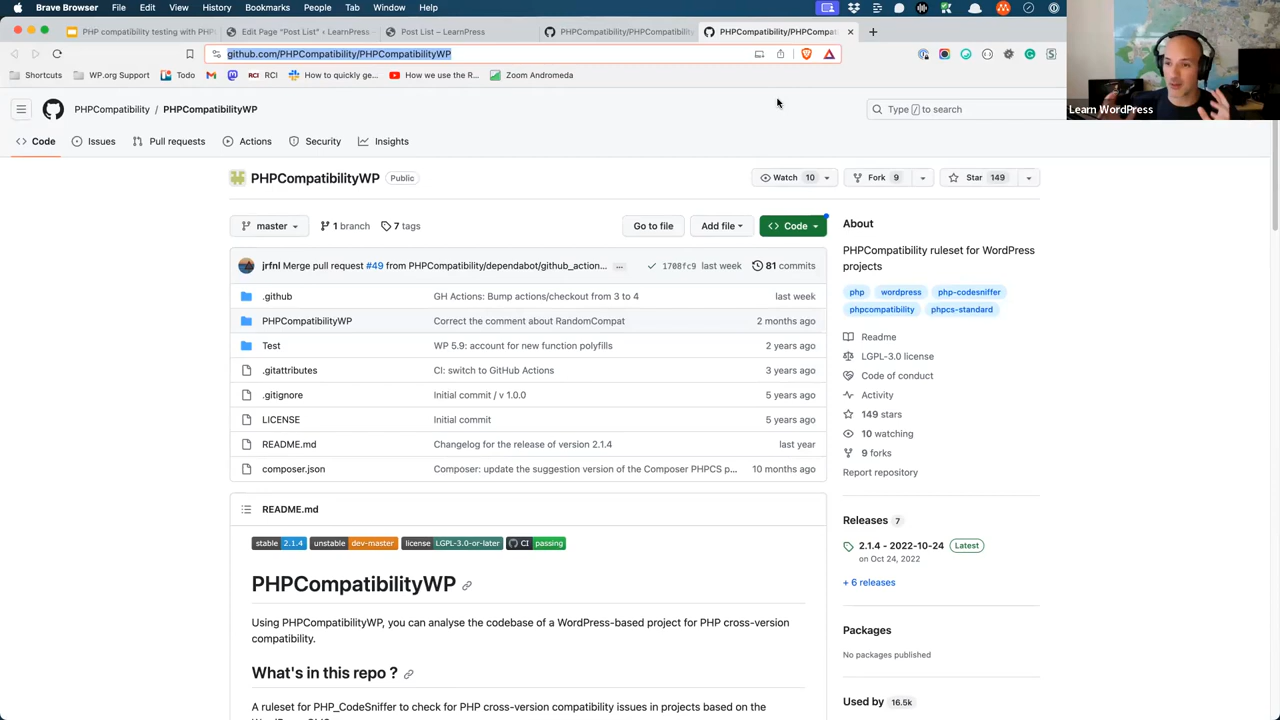 Brave Browser File Edit View History Bookmarks People Tab Window Help
PHP compatibility testing with PHP
Edit Page “Post List” ‹ LearnPress
Post List – LearnPress
PHPCompatibility/PHPCompatibili
PHPCompatibility/PHPCompat
github.com/PHPCompatibility/PHPCompatibilityWP
Shortcuts WP.org Support Todo RCI RCI How to quickly ge... How we use the R... Zoom Andromeda
Learn WordPress
PHPCompatibility / PHPCompatibilityWP
Type / to search
Code Issues Pull requests Actions Security Insights
PHPCompatibilityWP Public
Watch 10 Fork 9 Star 149
master 1 branch 7 tags Go to file Add file Code
jrfnl Merge pull request #49 from PHPCompatibility/dependabot/github_action... ... 1708fc9 last week 81 commits
.github GH Actions: Bump actions/checkout from 3 to 4 last week
PHPCompatibilityWP Correct the comment about RandomCompat 2 months ago
Test WP 5.9: account for new function polyfills 2 years ago
.gitattributes CI: switch to GitHub Actions 3 years ago
.gitignore Initial commit / v 1.0.0 5 years ago
LICENSE Initial commit 5 years ago
README.md Changelog for the release of version 2.1.4 last year
composer.json Composer: update the suggestion version of the Composer PHPCS p... 10 months ago
README.md
stable 2.1.4 unstable dev-master license LGPL-3.0-or-later CI passing
PHPCompatibilityWP
Using PHPCompatibilityWP, you can analyse the codebase of a WordPress-based project for PHP cross-version
compatibility.
What's in this repo ?
A ruleset for PHP_CodeSniffer to check for PHP cross-version compatibility issues in projects based on the
About
PHPCompatibility ruleset for WordPress
projects
php wordpress php-codesniffer
phpcompatibility phpcs-standard
Readme
LGPL-3.0 license
Code of conduct
Activity
149 stars
10 watching
9 forks
Report repository
Releases 7
2.1.4 - 2022-10-24 Latest
on Oct 24, 2022
+ 6 releases
Packages
No packages published
Used by 16.5k